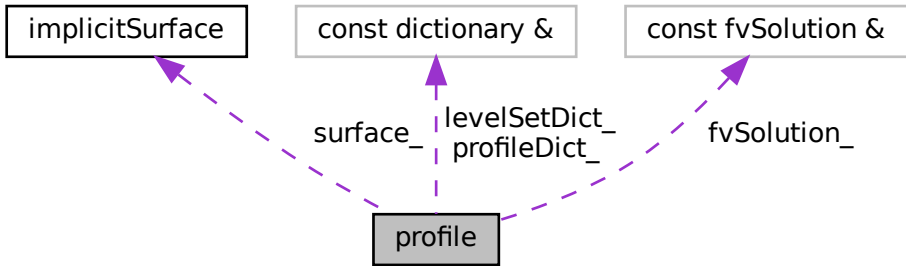 implicitSurface
const dictionary &
const fvSolution &
surface_
levelSetDict_
profileDict_
fvSolution_
profile